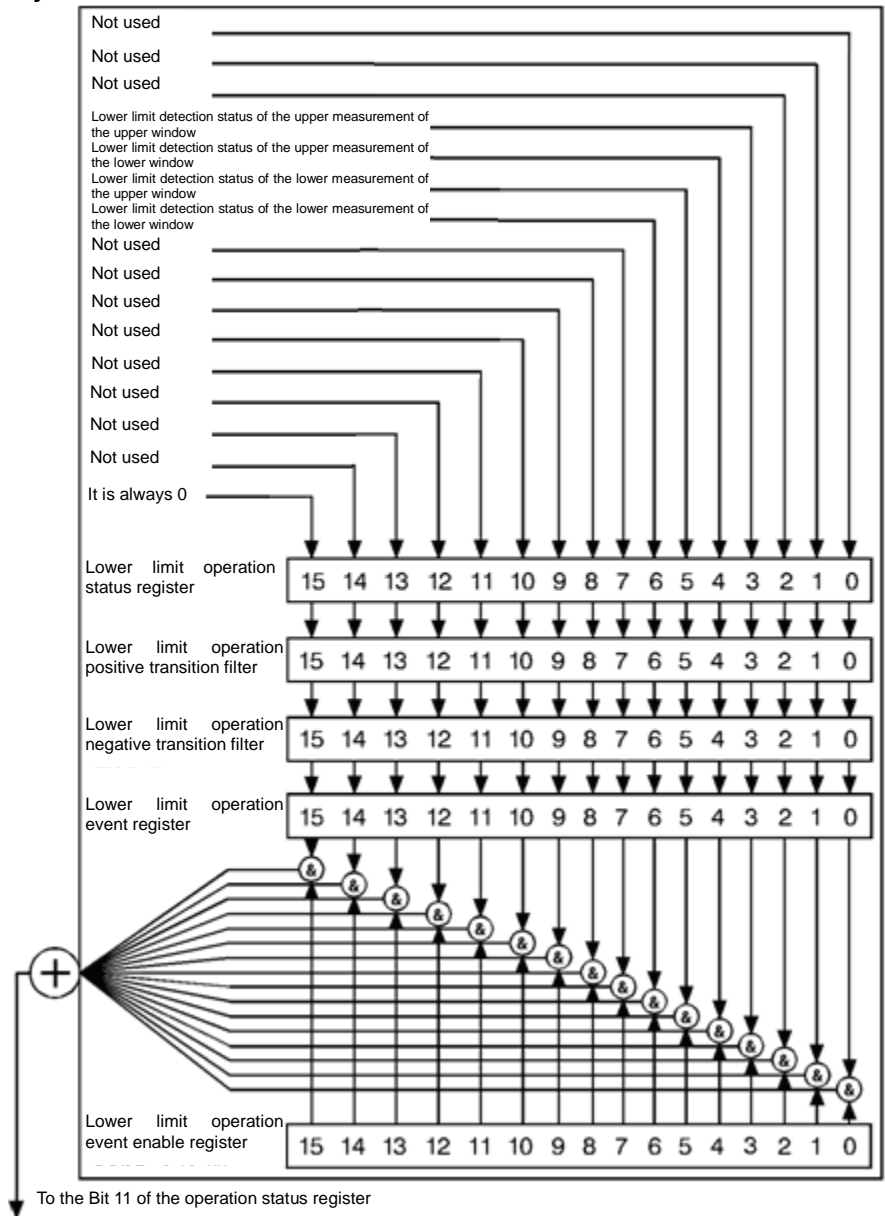 Not used
Not used
Not used
Lower limit detection status of the upper measurement of
the upper window
Lower limit detection status of the upper measurement of
the lower window
Lower limit detection status of the lower measurement of
the upper window
Lower limit detection status of the lower measurement of
the lower window
Not used
Not used
Not used
Not used
Not used
Not used
Not used
Not used
It is always 0
Lower limit operation
status register
15 14 13 12 11 10 9 8 7 6 5 4 3 2 1 0
Lower limit operation
positive transition filter
15 14 13 12 11 10 9 8 7 6 5 4 3 2 1 0
Lower limit operation
negative transition filter
15 14 13 12 11 10 9 8 7 6 5 4 3 2 1 0
Lower limit operation
event register
15 14 13 12 11 10 9 8 7 6 5 4 3 2 1 0
& & & & & & & & & & & & & & & &
+
Lower limit operation
event enable register
15 14 13 12 11 10 9 8 7 6 5 4 3 2 1 0
To the Bit 11 of the operation status register